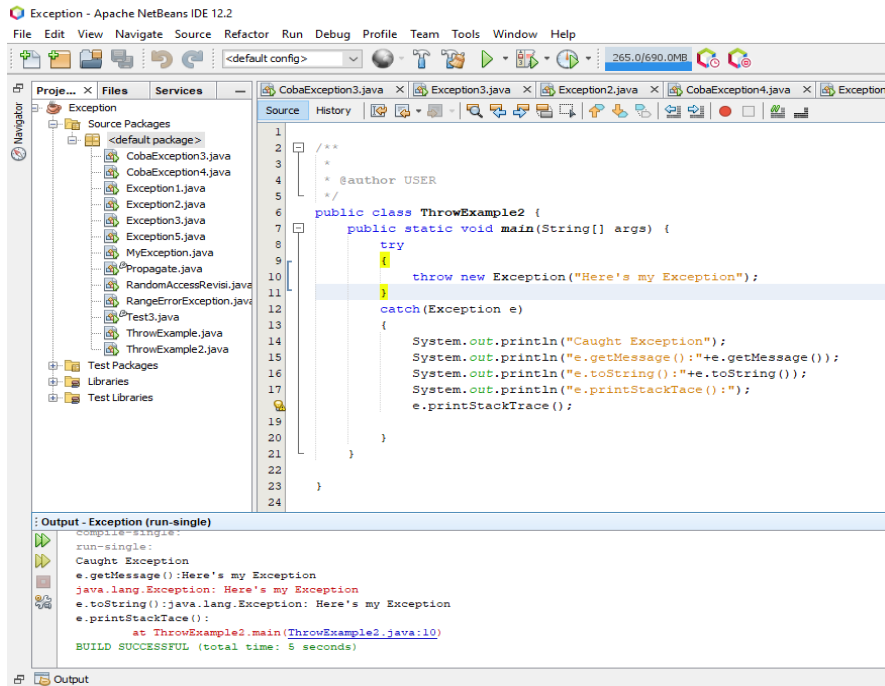 Exception - Apache NetBeans IDE 12.2
File Edit View Navigate Source Refactor Run Debug Profile Team Tools Window Help
<default config>
265.0/690.0MB
Proje... × Files Services
Navigator
Exception
Source Packages
<default package>
CobaException3.java
CobaException4.java
Exception1.java
Exception2.java
Exception3.java
Exception5.java
MyException.java
Propagate.java
RandomAccessRevisi.java
RangeErrorException.java
Test3.java
ThrowExample.java
ThrowExample2.java
Test Packages
Libraries
Test Libraries
CobaException3.java × Exception3.java × Exception2.java × CobaException4.java × Exception
Source History
1
2 /**
3 *
4 * @author USER
5 */
6 public class ThrowExample2 {
7 public static void main(String[] args) {
8 try
9 {
10 throw new Exception("Here's my Exception");
11 }
12 catch(Exception e)
13 {
14 System.out.println("Caught Exception");
15 System.out.println("e.getMessage():"+e.getMessage());
16 System.out.println("e.toString():"+e.toString());
17 System.out.println("e.printStackTace():");
e.printStackTrace();
19
20 }
21 }
22
23 }
24
Output - Exception (run-single)
compile-single:
run-single:
Caught Exception
e.getMessage():Here's my Exception
java.lang.Exception: Here's my Exception
e.toString():java.lang.Exception: Here's my Exception
e.printStackTace():
at ThrowExample2.main(ThrowExample2.java:10)
BUILD SUCCESSFUL (total time: 5 seconds)
Output